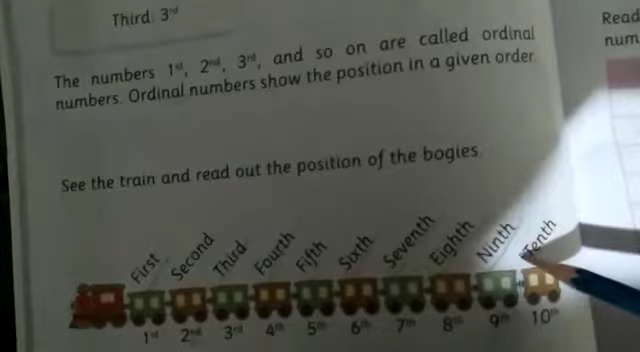 Third 3rd
The numbers 1st, 2nd, 3rd, and so on are called ordinal
numbers. Ordinal numbers show the position in a given order.
See the train and read out the position of the bogies.
First Second Third Fourth Fifth Sixth Seventh Eighth Ninth Tenth
1st 2nd 3rd 4th 5th 6th 7th 8th 9th 10th
Read
num